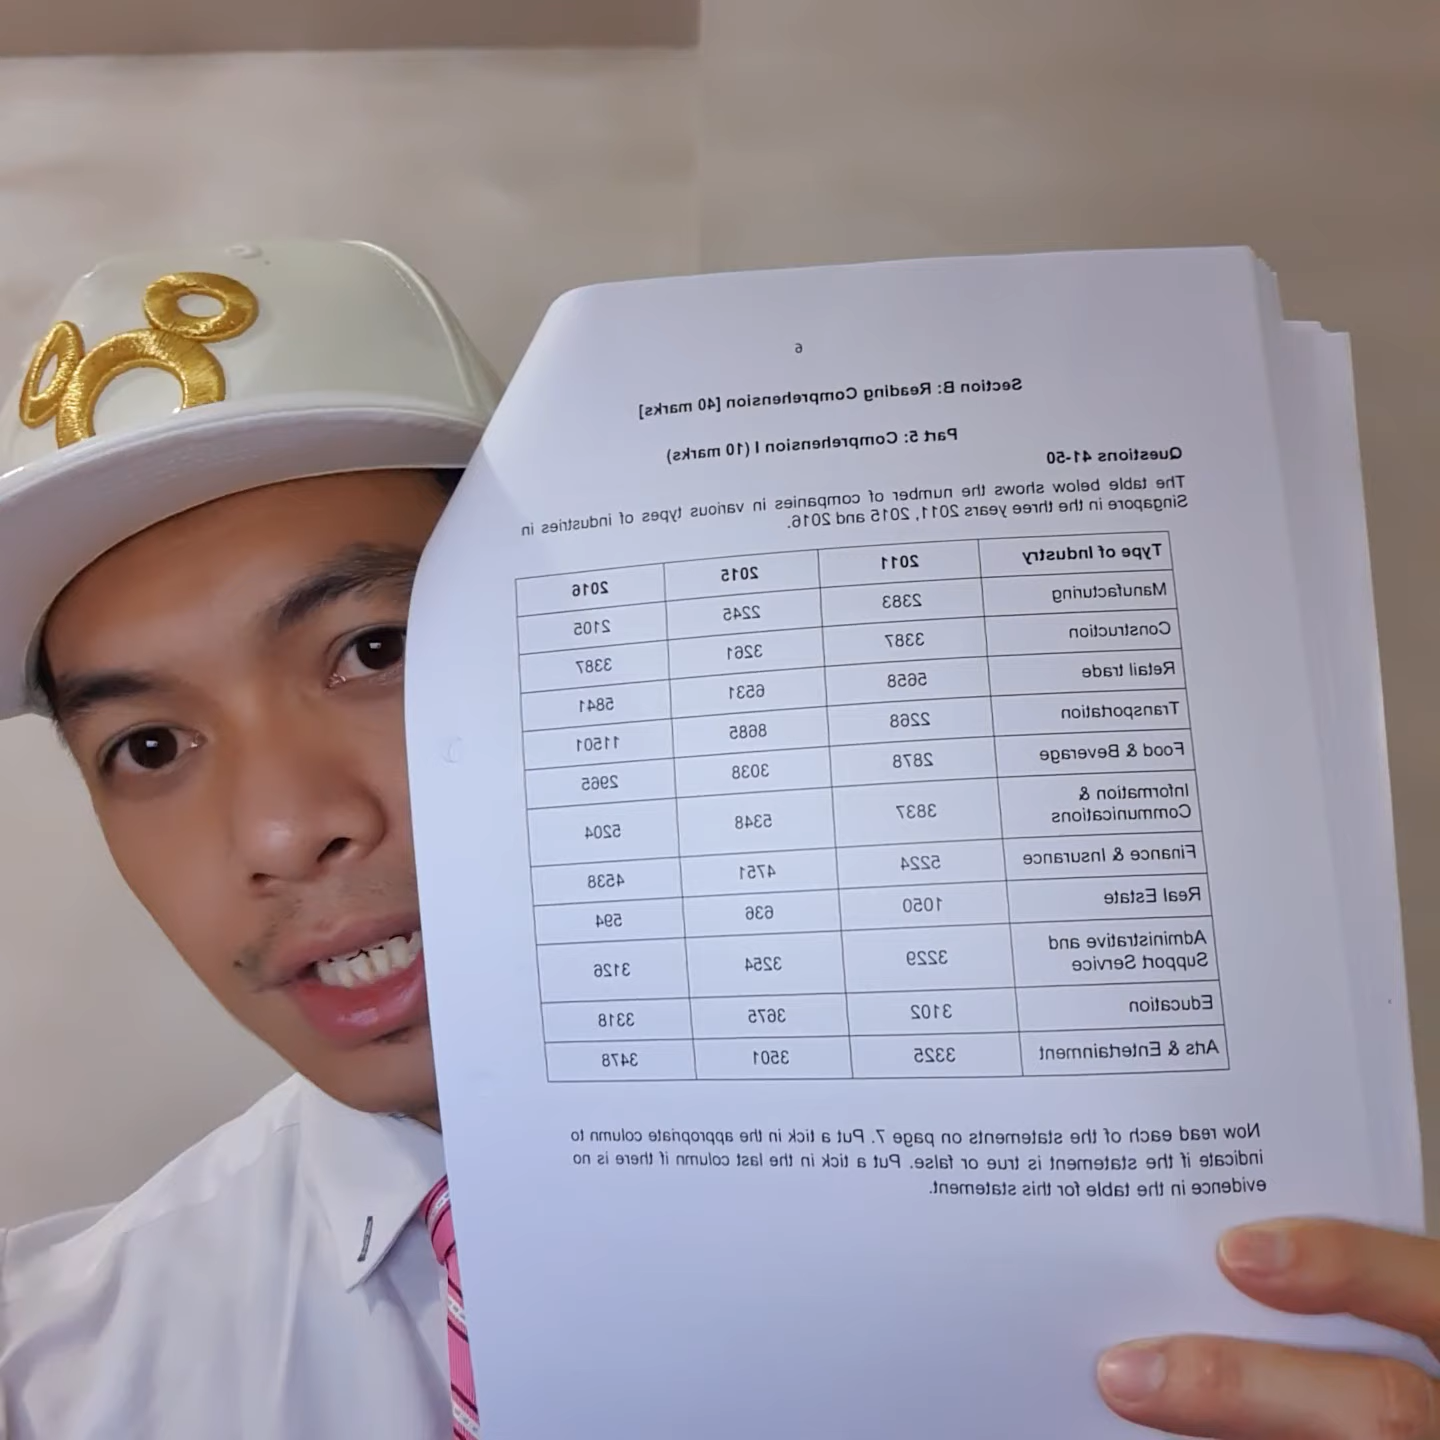 6
Section B: Reading Comprehension [40 marks]
Part 5: Comprehension I (10 marks)
Questions 41-50
The table below shows the number of companies in various types of industries in
Singapore in the three years 2011, 2015 and 2016.
Type of Industry 2011 2015 2016
Manufacturing 2383 2245 2105
Construction 3387 3261 3387
Retail trade 5658 6531 5841
Transportation 2268 8685 11501
Food & Beverage 2878 3038 2965
Information &
Communications 3837 5348 5204
Finance & Insurance 5224 4751 4538
Real Estate 1050 636 594
Administrative and
Support Service 3229 3254 3126
Education 3102 3675 3318
Arts & Entertainment 3325 3501 3478
Now read each of the statements on page 7. Put a tick in the appropriate column to
indicate if the statement is true or false. Put a tick in the last column if there is no
evidence in the table for this statement.